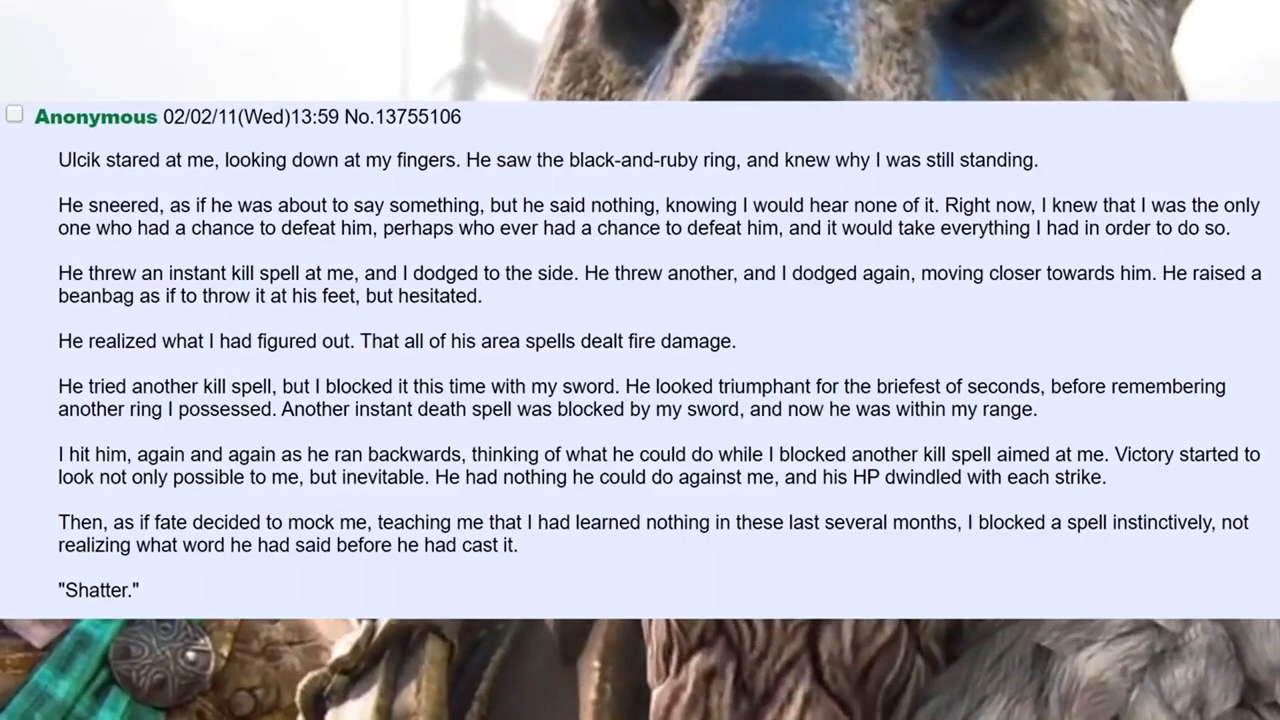 Anonymous 02/02/11(Wed)13:59 No.13755106
Ulcik stared at me, looking down at my fingers. He saw the black-and-ruby ring, and knew why I was still standing.
He sneered, as if he was about to say something, but he said nothing, knowing I would hear none of it. Right now, I knew that I was the only
one who had a chance to defeat him, perhaps who ever had a chance to defeat him, and it would take everything I had in order to do so.
He threw an instant kill spell at me, and I dodged to the side. He threw another, and I dodged again, moving closer towards him. He raised a
beanbag as if to throw it at his feet, but hesitated.
He realized what I had figured out. That all of his area spells dealt fire damage.
He tried another kill spell, but I blocked it this time with my sword. He looked triumphant for the briefest of seconds, before remembering
another ring I possessed. Another instant death spell was blocked by my sword, and now he was within my range.
I hit him, again and again as he ran backwards, thinking of what he could do while I blocked another kill spell aimed at me. Victory started to
look not only possible to me, but inevitable. He had nothing he could do against me, and his HP dwindled with each strike.
Then, as if fate decided to mock me, teaching me that I had learned nothing in these last several months, I blocked a spell instinctively, not
realizing what word he had said before he had cast it.
"Shatter."